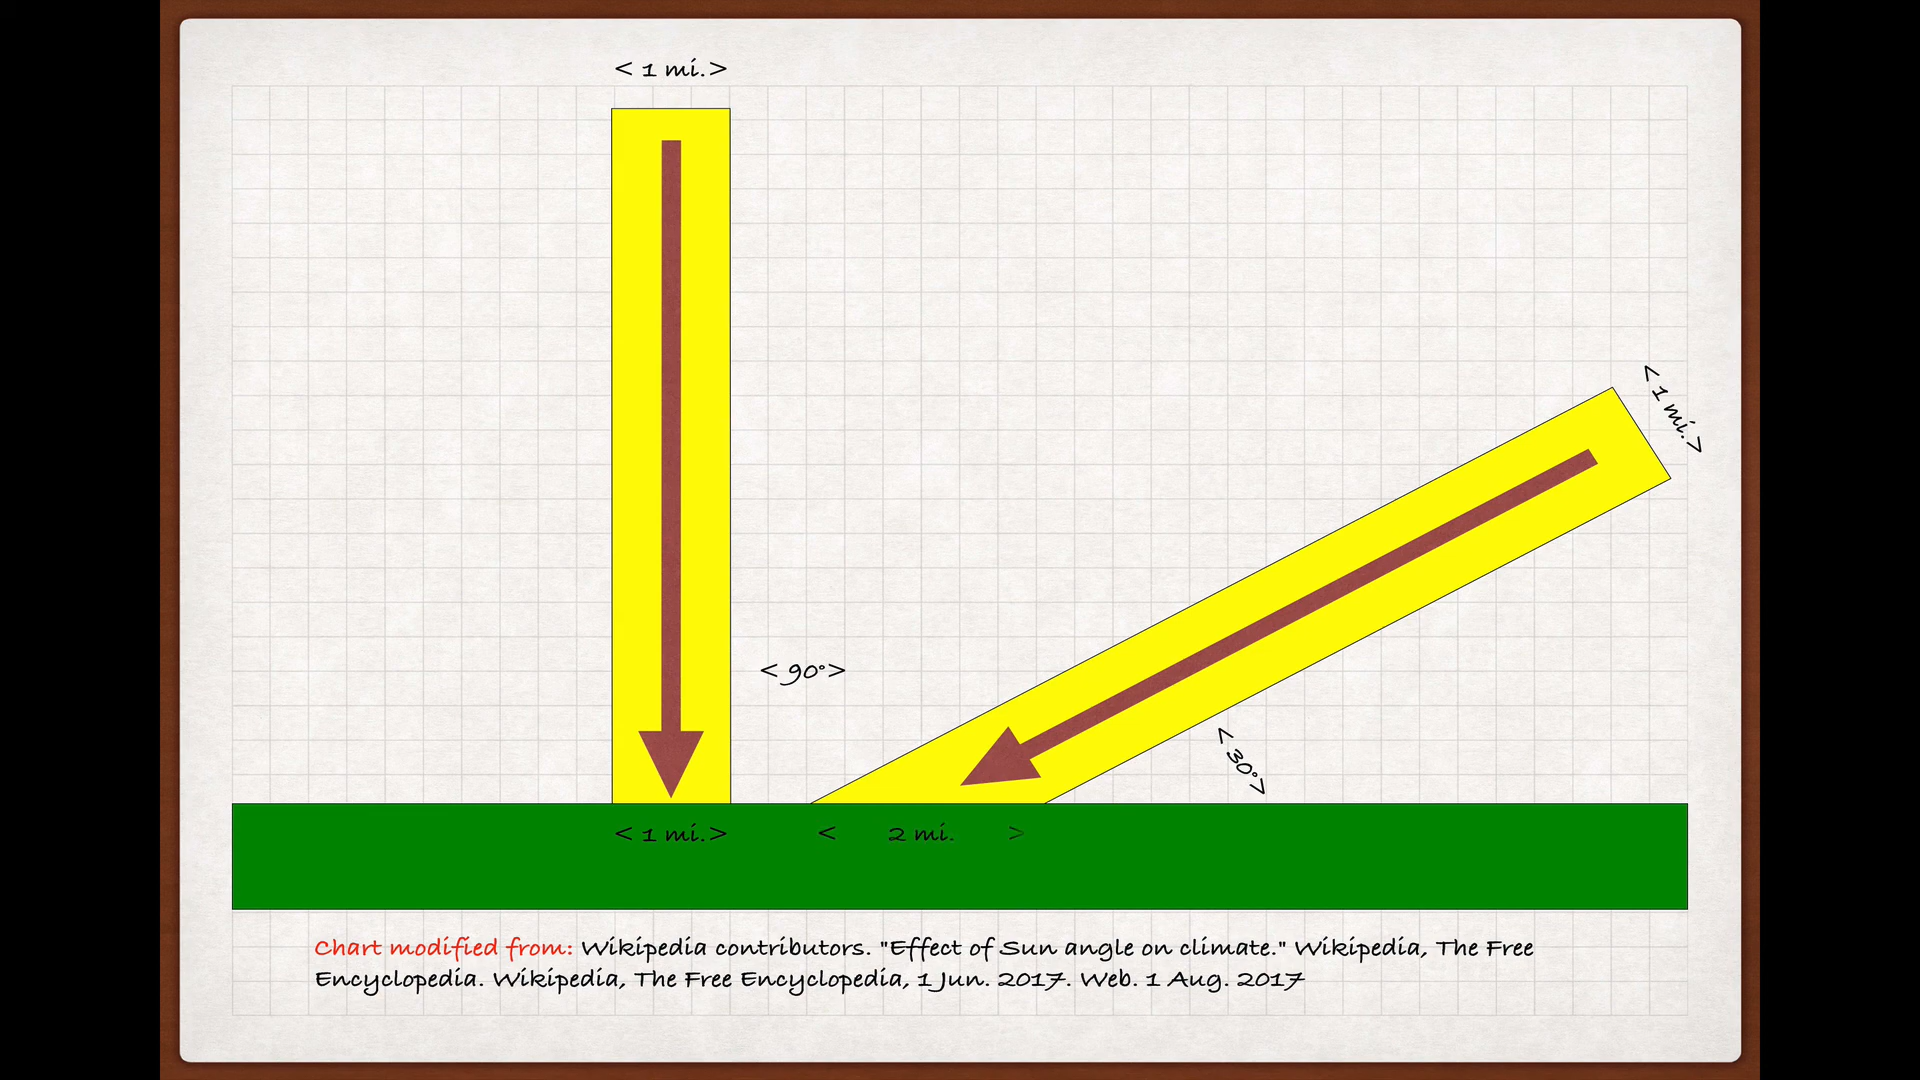 < 1 mi.>
< 1 mi.>
< 90°>
< 30°>
< 1 mi.>
< 2 mi. >
Chart modified from: Wikipedia contributors. "Effect of Sun angle on climate." Wikipedia, The Free
Encyclopedia. Wikipedia, The Free Encyclopedia, 1 Jun. 2017. Web. 1 Aug. 2017